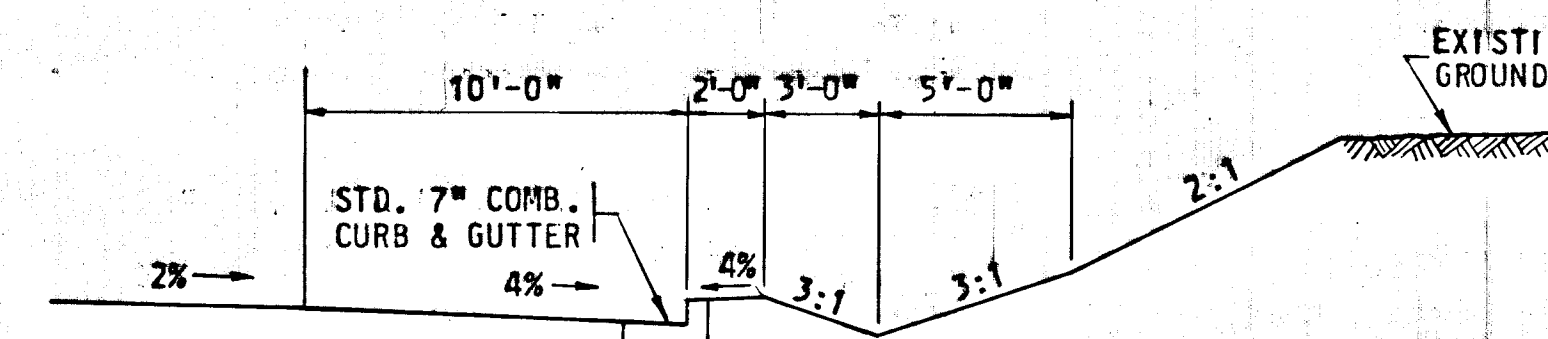 EXISTI
GROUND
10'-0" 2'-0" 3'-0" 5'-0"
2:1
STD. 7" COMB.
CURB & GUTTER
2% 4% 4% 3:1 3:1